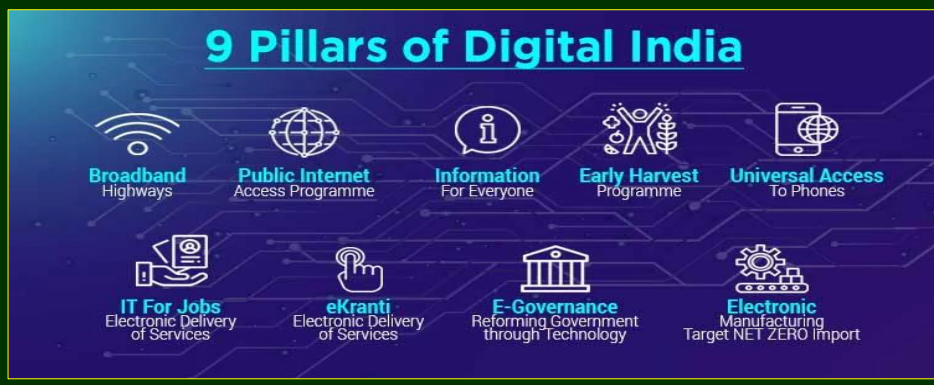 9 Pillars of Digital India
Broadband
Highways
Public Internet
Access Programme
Information
For Everyone
Early Harvest
Programme
Universal Access
To Phones
IT For Jobs
Electronic Delivery
of Services
eKranti
Electronic Delivery
of Services
E-Governance
Reforming Government
through Technology
Electronic
Manufacturing
Target NET ZERO Import